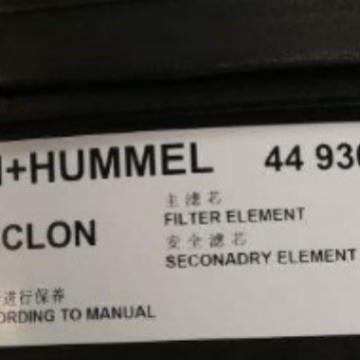 +HUMMEL 44 930
主滤芯
CLON FILTER ELEMENT
安全滤芯
SECONADRY ELEMENT
进行保养
ORDING TO MANUAL